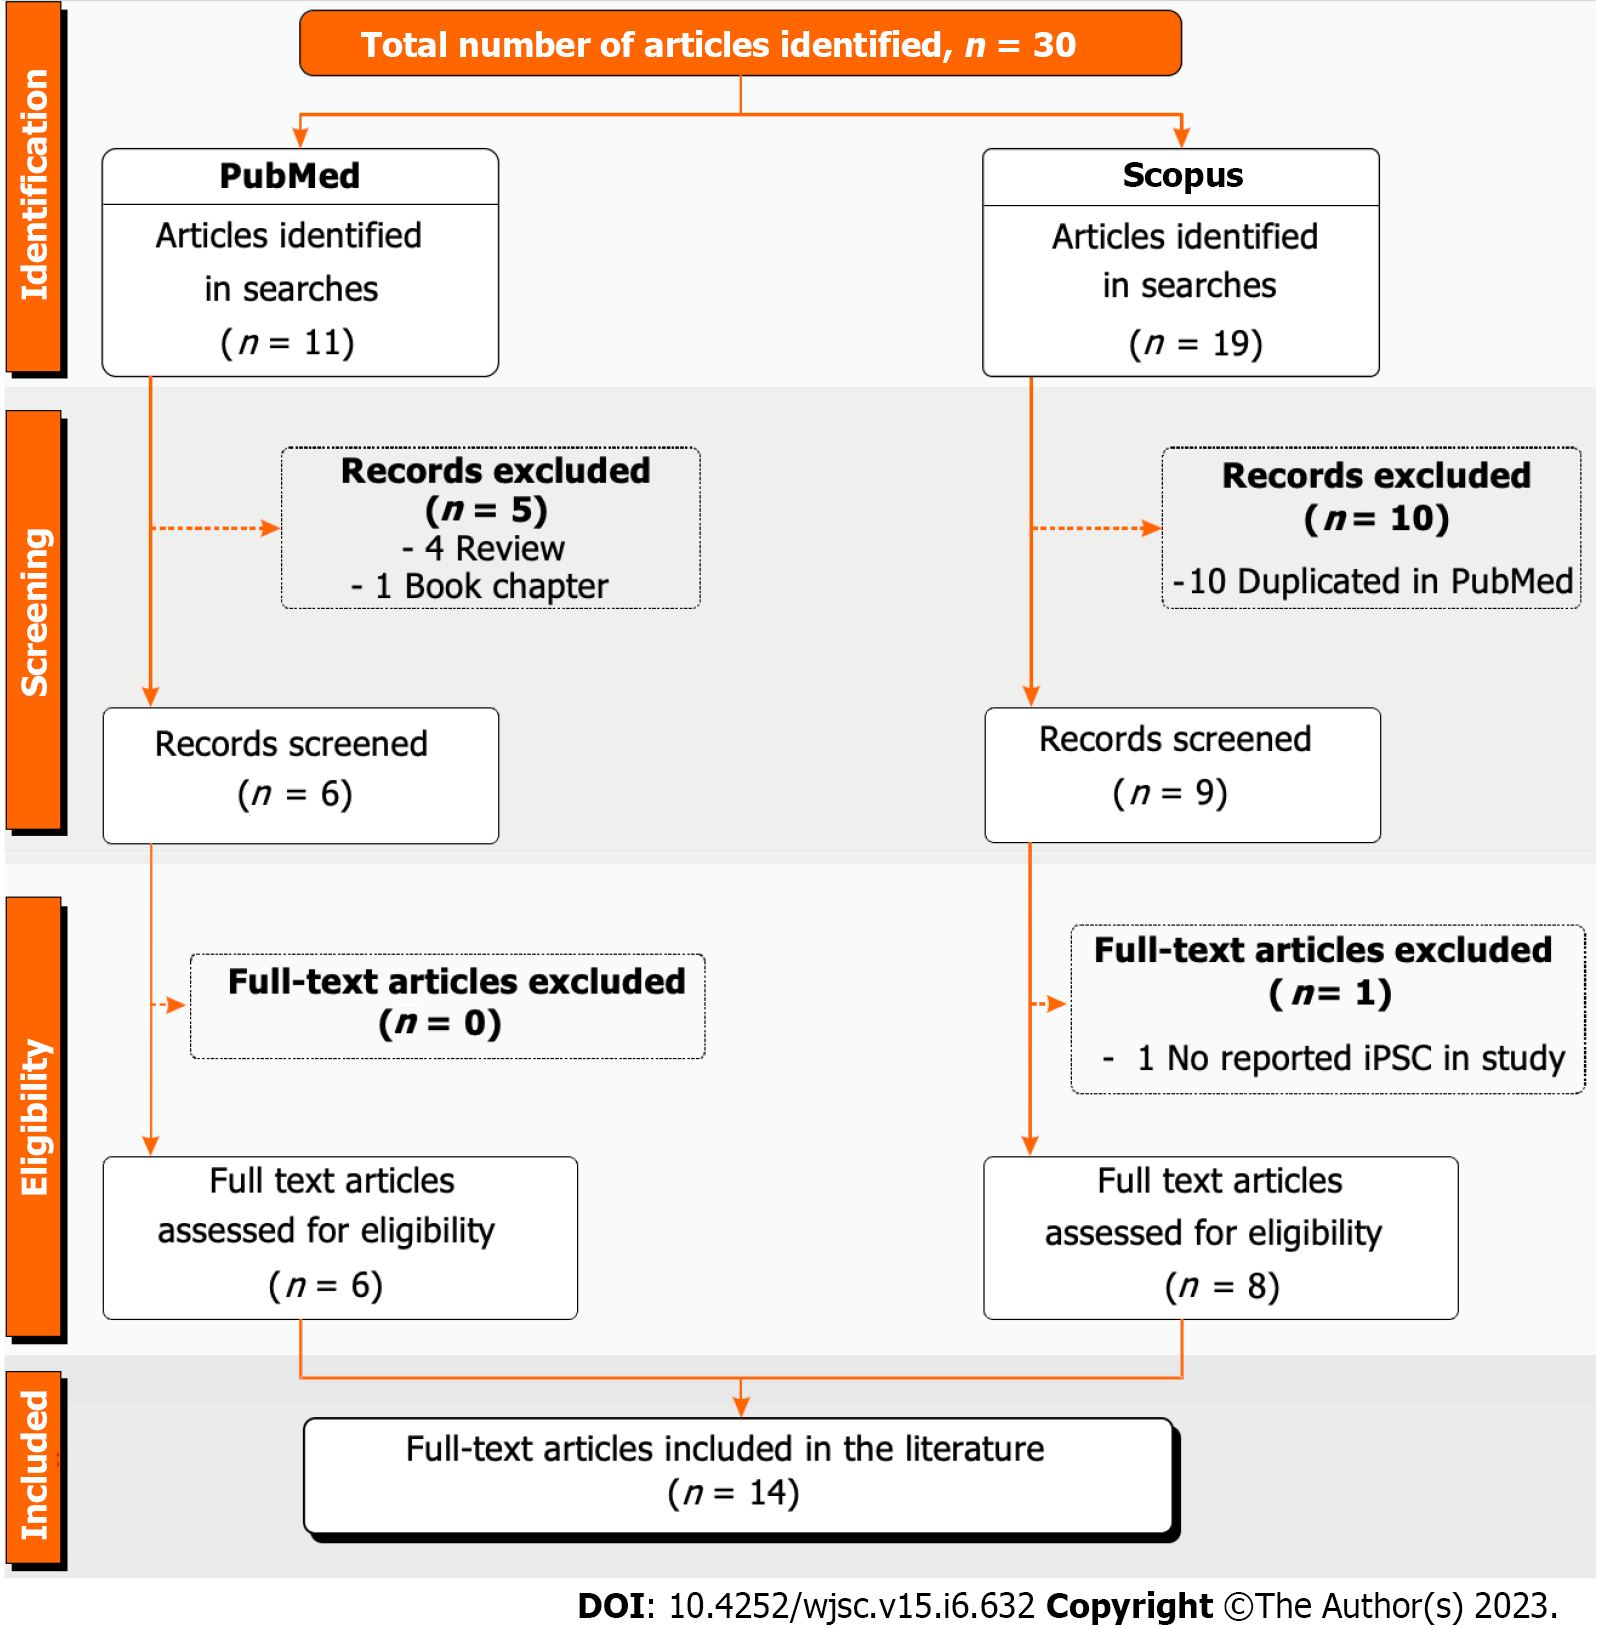 Identification
Total number of articles identified, n = 30
PubMed
Articles identified
in searches
(n = 11)
Scopus
Articles identified
in searches
(n = 19)
Screening
Records excluded
(n = 5)
- 4 Review
- 1 Book chapter
Records excluded
(n = 10)
-10 Duplicated in PubMed
Records screened
(n = 6)
Records screened
(n = 9)
Eligibility
Full-text articles excluded
(n = 0)
Full-text articles excluded
(n= 1)
- 1 No reported iPSC in study
Full text articles
assessed for eligibility
(n = 6)
Full text articles
assessed for eligibility
(n = 8)
Included
Full-text articles included in the literature
(n = 14)
DOI: 10.4252/wjsc.v15.i6.632 Copyright ©The Author(s) 2023.